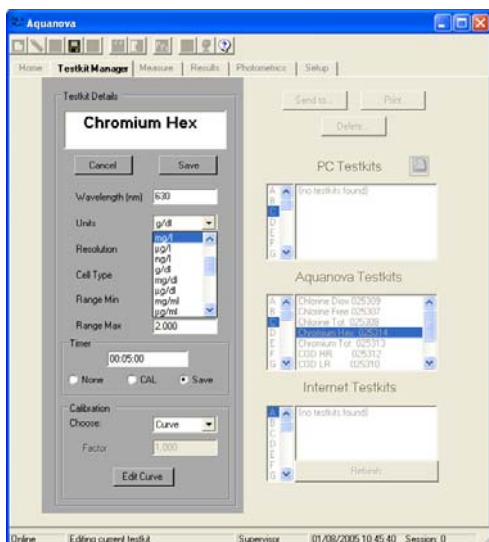 Aquanova
Home Testkit Manager Measure Results Photometrics Setup
Testkit Details
Chromium Hex
Cancel Save
Wavelength (nm) 630
Units g/dl
mg/l
µg/l
ng/l
g/dl
mg/dl
µg/dl
mg/ml
µg/ml
Resolution
Cell Type
Range Min
Range Max 2.000
Timer
00:05:00
None CAL Save
Calibration
Choose: Curve
Factor 1.000
Edit Curve
Send to... Print...
Delete...
PC Testkits
A
B
C
D
E
F
G
(no testkits found)
Aquanova Testkits
A
B
C
D
E
F
G
Chlorine Diox 025309
Chlorine Free 025307
Chlorine Tot 025308
Chromium Hex 025314
Chromium Tot 025313
COD HR 025312
COD LR 025310
Internet Testkits
A
B
C
D
E
F
G
(no testkits found)
Refresh...
Online Editing current testkit Supervisor 01/08/2005 10:45:40 Session: 0